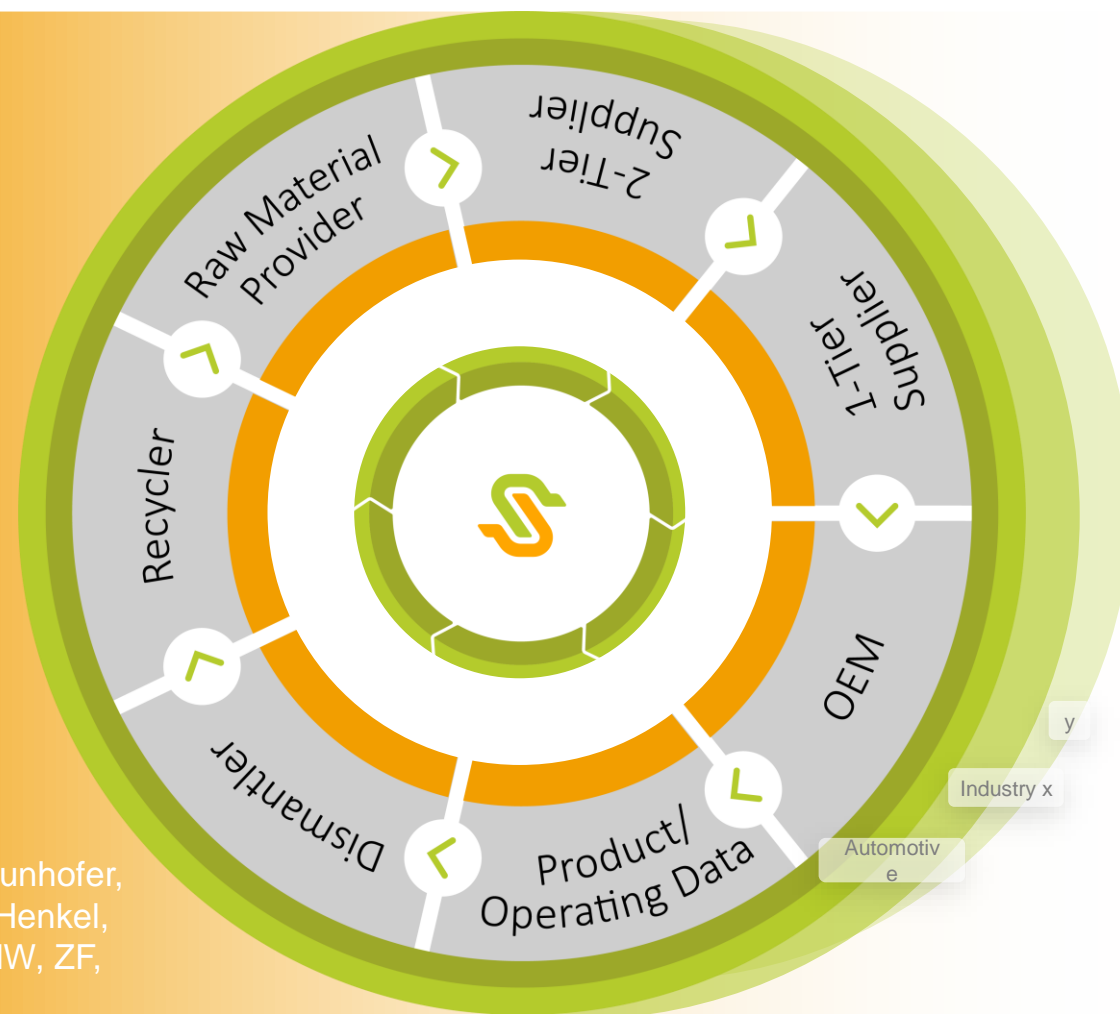 Raw Material
Provider
2-Tier
Supplier
1-Tier
Supplier
OEM
Product/
Operating Data
Dismantler
Recycler
y
Industry x
Automotiv
e
unhofer,
Henkel,
ZF,